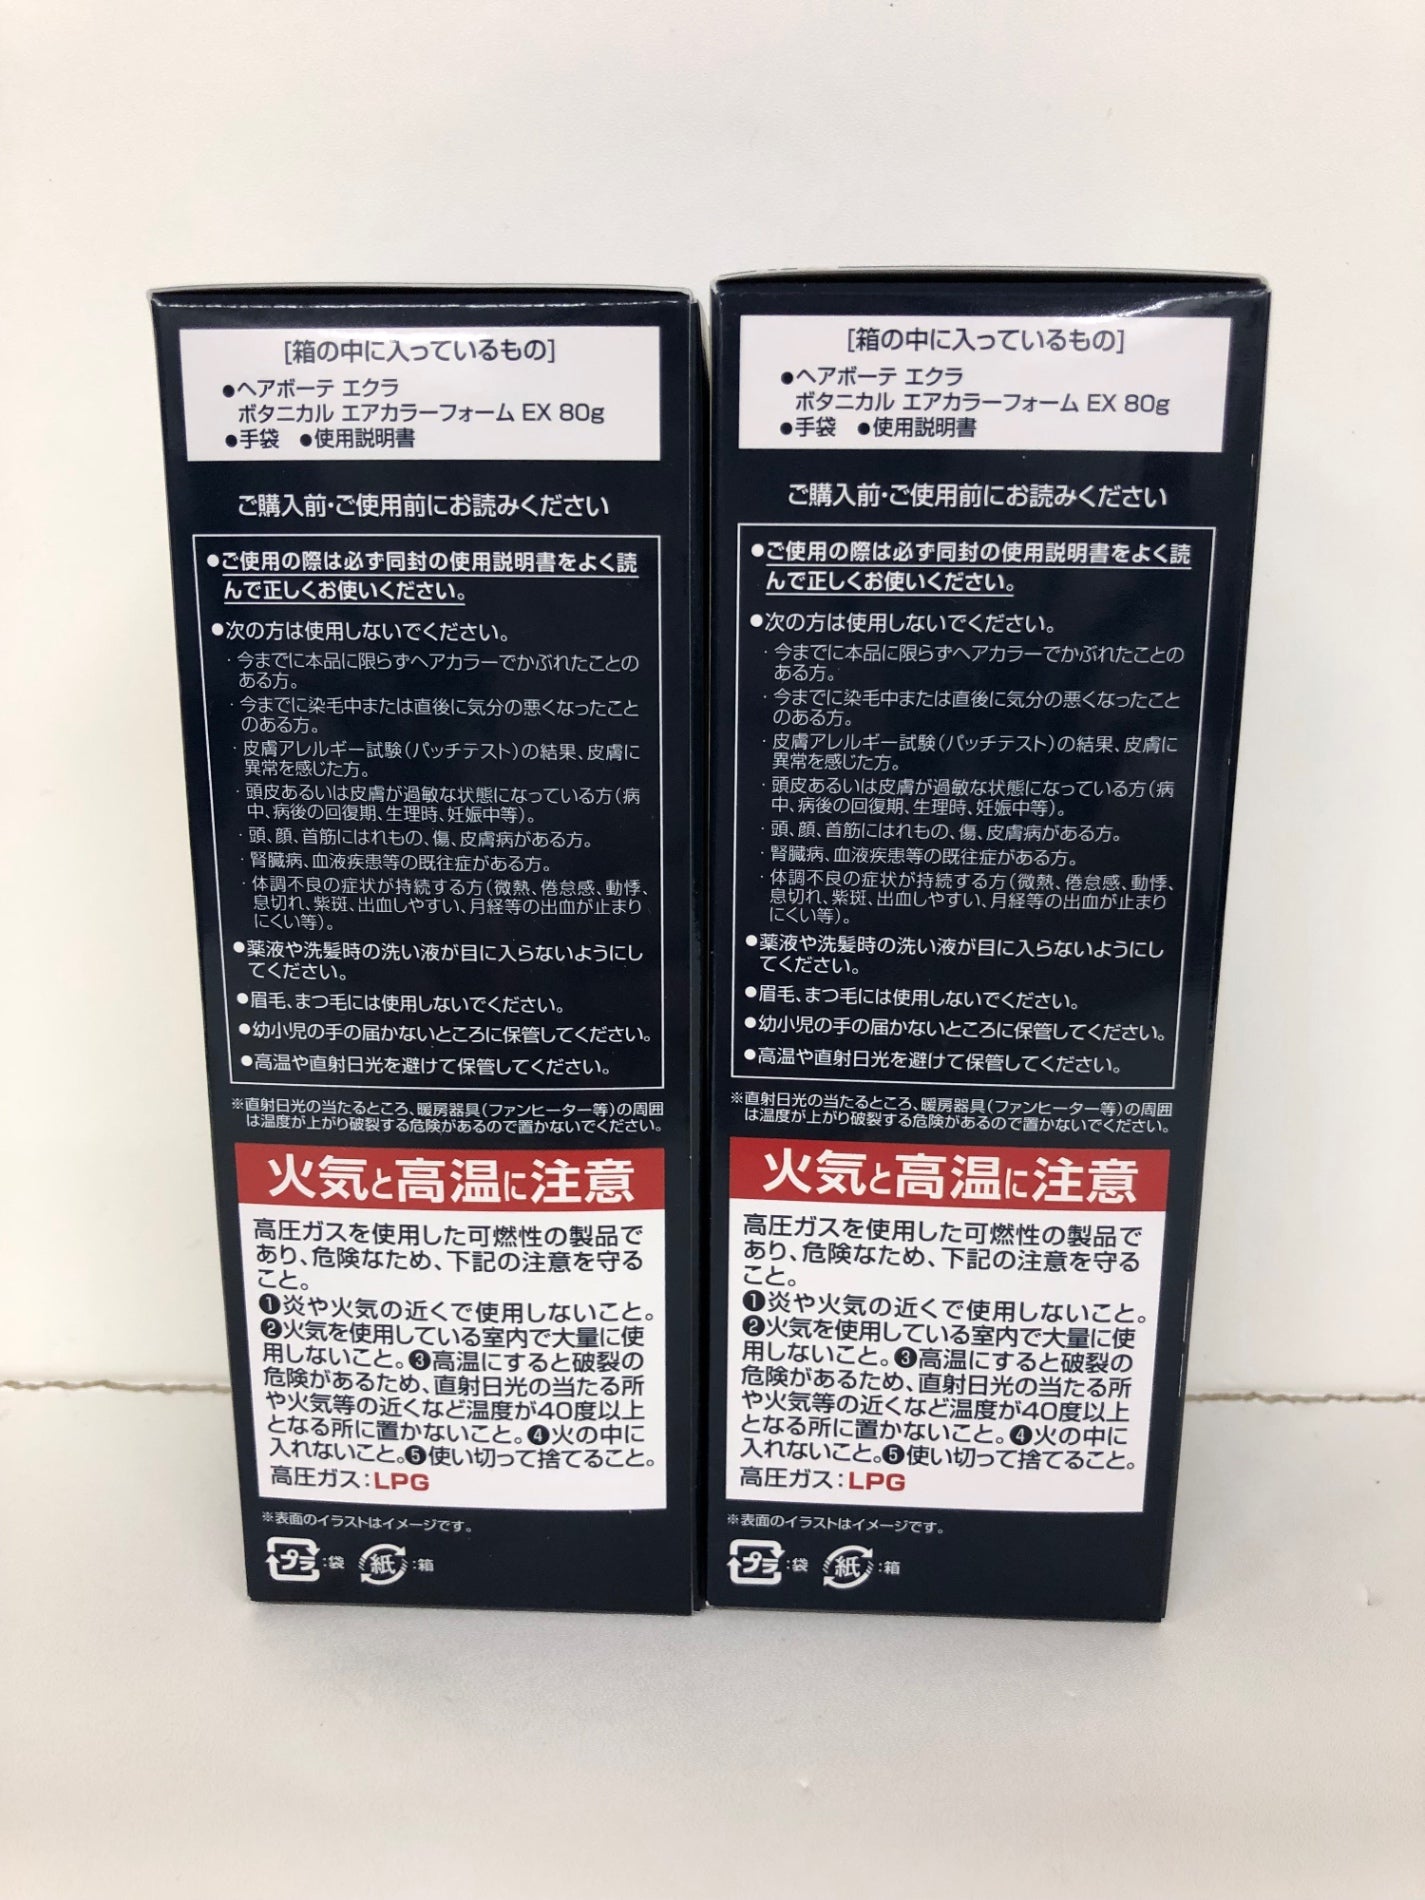 [箱の中に入っているもの]
●ヘアボーテ エクラ
ボタニカル エアカラーフォーム EX 80g
●手袋 ●使用説明書
ご購入前・ご使用前にお読みください
●ご使用の際は必ず同封の使用説明書をよく読
んで正しくお使いください。
●次の方は使用しないでください。
・今までに本品に限らずヘアカラーでかぶれたことの
ある方。
・今までに染毛中または直後に気分の悪くなったこと
のある方。
・皮膚アレルギー試験(パッチテスト)の結果、皮膚に
異常を感じた方。
・頭皮あるいは皮膚が過敏な状態になっている方(病
中、病後の回復期、生理時、妊娠中等)。
・頭、顔、首筋にはれもの、傷、皮膚病がある方。
・腎臓病、血液疾患等の既往症がある方。
・体調不良の症状が持続する方(微熱、倦怠感、動悸、
息切れ、紫斑、出血しやすい、月経等の出血が止まり
にくい等)。
●薬液や洗髪時の洗い液が目に入らないようにし
てください。
●眉毛、まつ毛には使用しないでください。
●幼小児の手の届かないところに保管してください。
●高温や直射日光を避けて保管してください。
※直射日光の当たるところ、暖房器具(ファンヒーター等)の周囲
は温度が上がり破裂する危険があるので置かないでください。
火気と高温に注意
高圧ガスを使用した可燃性の製品で
あり、危険なため、下記の注意を守る
こと。
❶炎や火気の近くで使用しないこと。
❷火気を使用している室内で大量に使
用しないこと。❸高温にすると破裂の
危険があるため、直射日光の当たる所
や火気等の近くなど温度が40度以上
となる所に置かないこと。❹火の中に
入れないこと。❺使い切って捨てること。
高圧ガス:LPG
※表面のイラストはイメージです。
プラ:袋 紙:箱
[箱の中に入っているもの]
●ヘアボーテ エクラ
ボタニカル エアカラーフォーム EX 80g
●手袋 ●使用説明書
ご購入前・ご使用前にお読みください
●ご使用の際は必ず同封の使用説明書をよく読
んで正しくお使いください。
●次の方は使用しないでください。
・今までに本品に限らずヘアカラーでかぶれたことの
ある方。
・今までに染毛中または直後に気分の悪くなったこと
のある方。
・皮膚アレルギー試験(パッチテスト)の結果、皮膚に
異常を感じた方。
・頭皮あるいは皮膚が過敏な状態になっている方(病
中、病後の回復期、生理時、妊娠中等)。
・頭、顔、首筋にはれもの、傷、皮膚病がある方。
・腎臓病、血液疾患等の既往症がある方。
・体調不良の症状が持続する方(微熱、倦怠感、動悸、
息切れ、紫斑、出血しやすい、月経等の出血が止まり
にくい等)。
●薬液や洗髪時の洗い液が目に入らないようにし
てください。
●眉毛、まつ毛には使用しないでください。
●幼小児の手の届かないところに保管してください。
●高温や直射日光を避けて保管してください。
※直射日光の当たるところ、暖房器具(ファンヒーター等)の周囲
は温度が上がり破裂する危険があるので置かないでください。
火気と高温に注意
高圧ガスを使用した可燃性の製品で
あり、危険なため、下記の注意を守る
こと。
❶炎や火気の近くで使用しないこと。
❷火気を使用している室内で大量に使
用しないこと。❸高温にすると破裂の
危険があるため、直射日光の当たる所
や火気等の近くなど温度が40度以上
となる所に置かないこと。❹火の中に
入れないこと。❺使い切って捨てること。
高圧ガス:LPG
※表面のイラストはイメージです。
プラ:袋 紙:箱